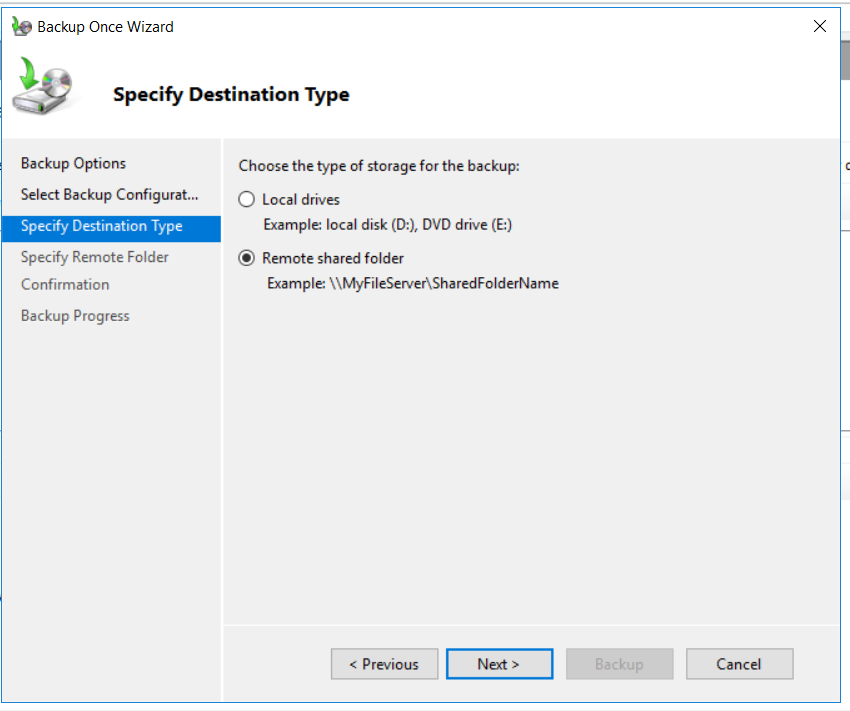 Backup Once Wizard
Specify Destination Type
Backup Options
Select Backup Configurat...
Specify Destination Type
Specify Remote Folder
Confirmation
Backup Progress
Choose the type of storage for the backup:
Local drives
Example: local disk (D:), DVD drive (E:)
Remote shared folder
Example: \\MyFileServer\SharedFolderName
< Previous
Next >
Backup
Cancel